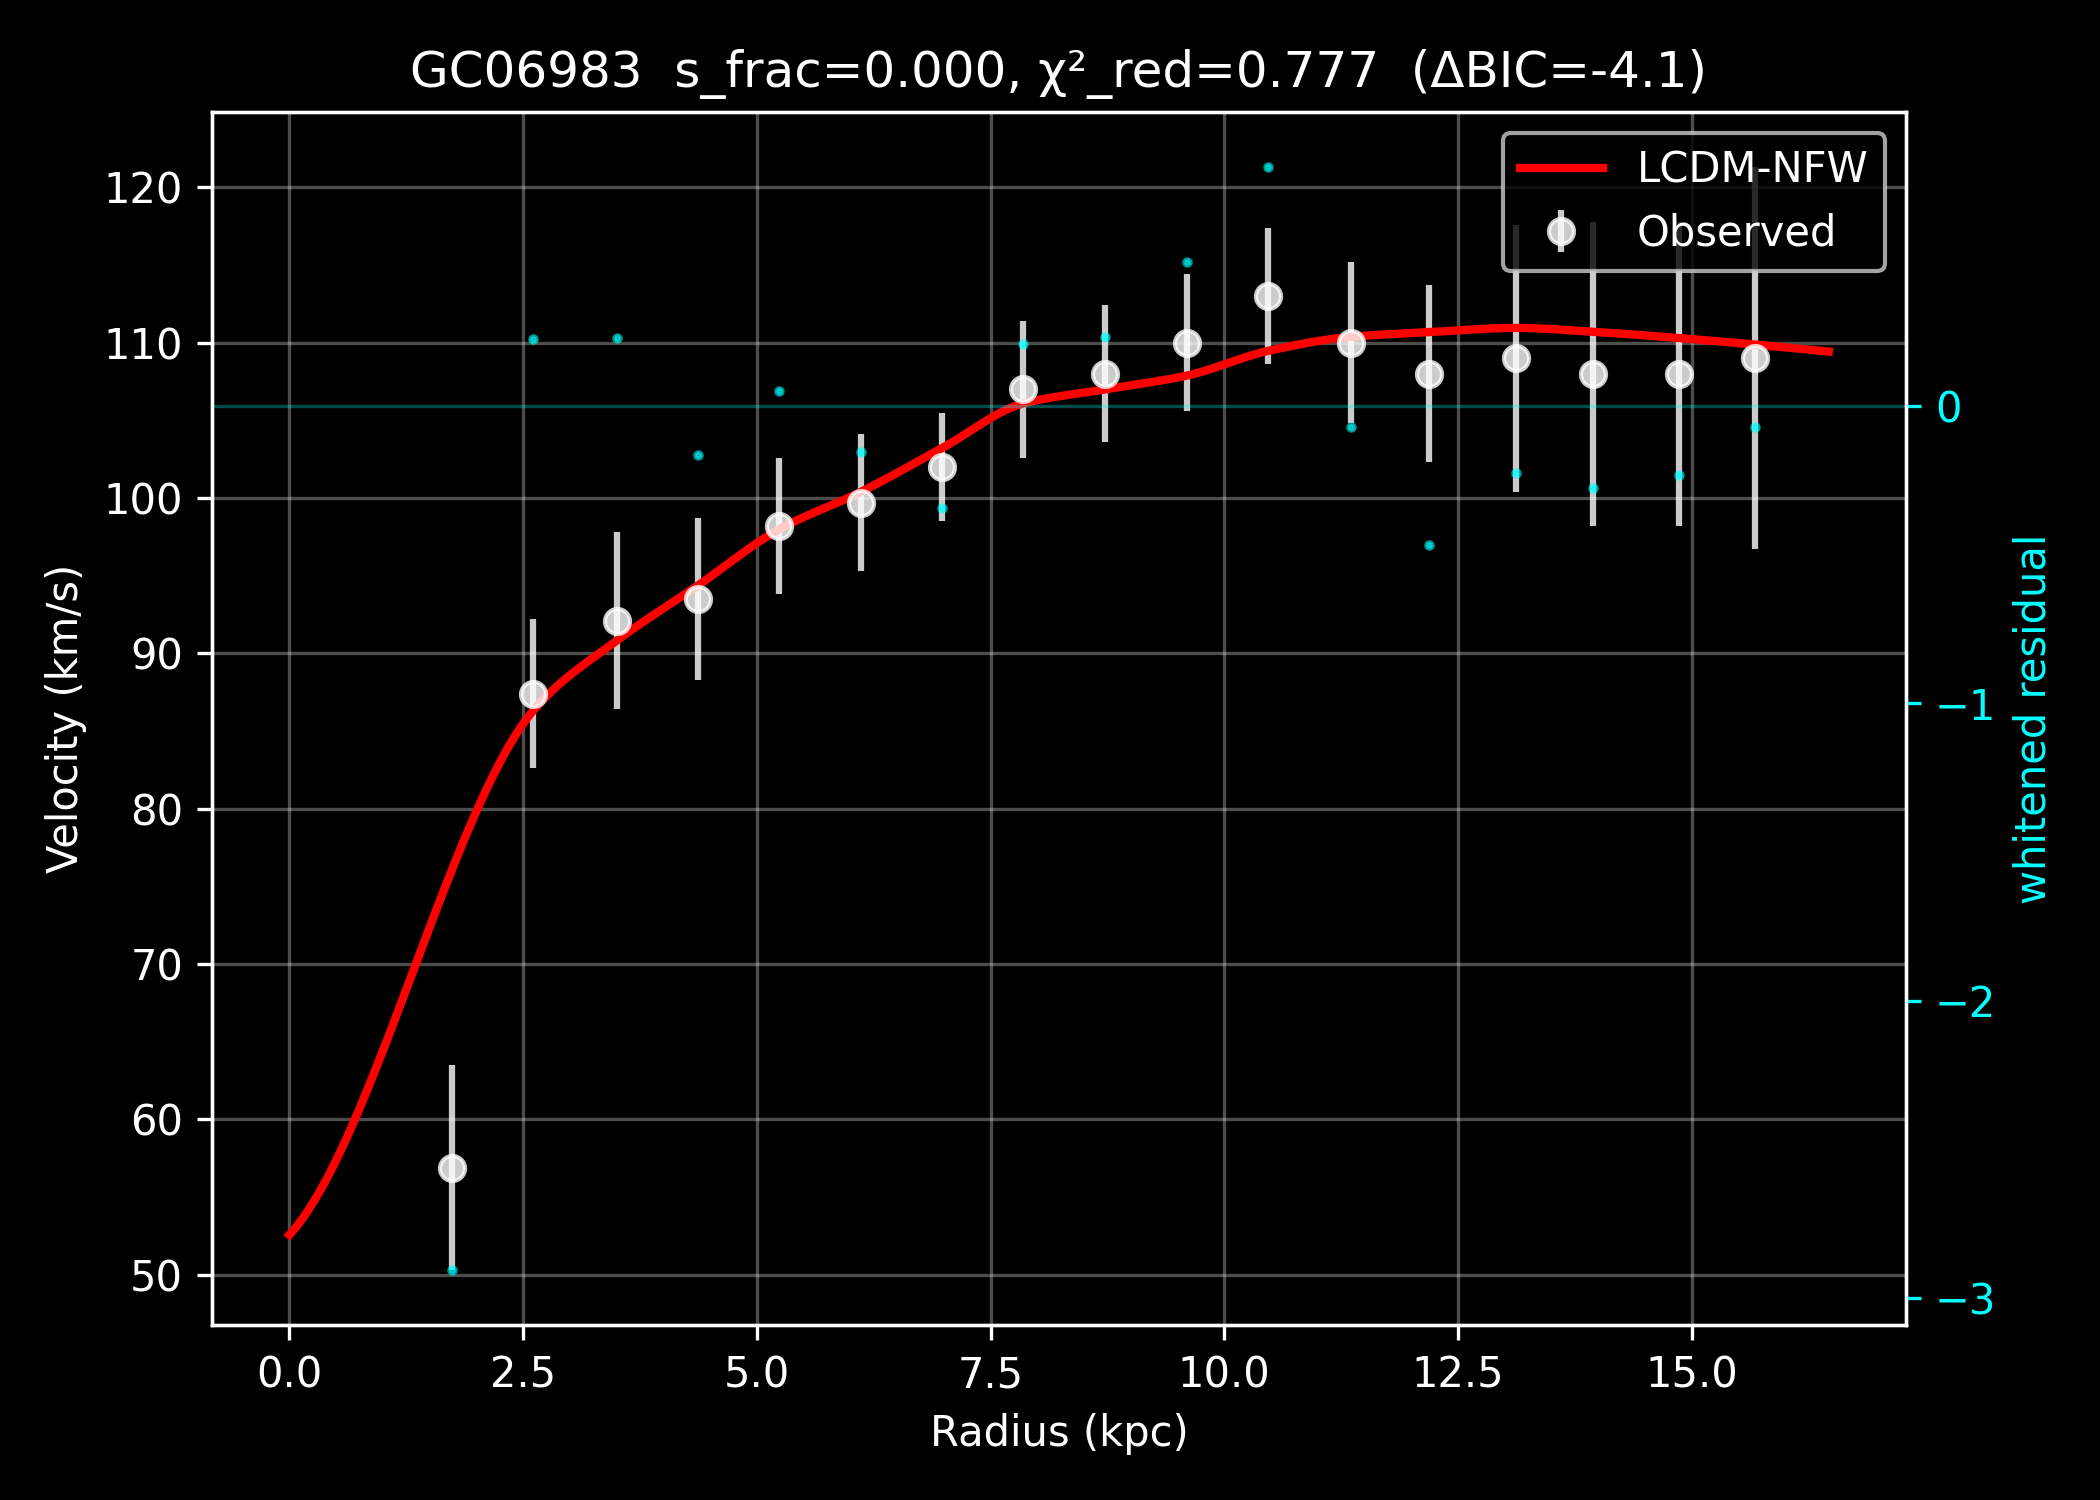 GC06983  s_frac=0.000, χ²_red=0.777  (ΔBIC=-4.1)
LCDM-NFW
Observed
Velocity (km/s)
120
110
100
90
80
70
60
50
0
−1
−2
−3
whitened residual
0.0 2.5 5.0 7.5 10.0 12.5 15.0
Radius (kpc)